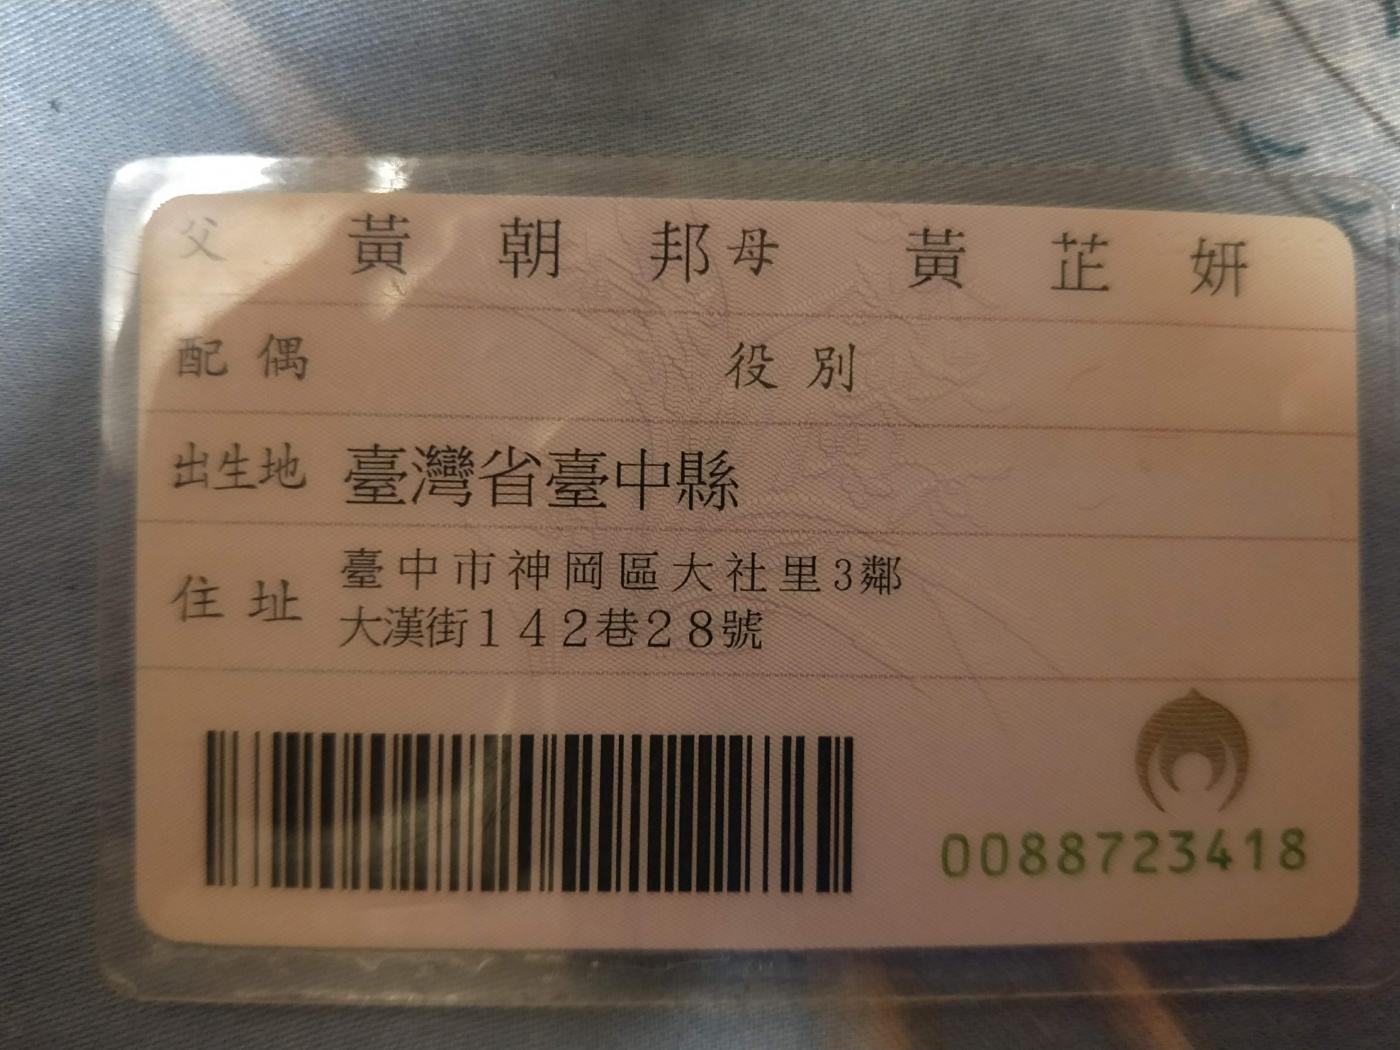 父 黃朝邦 母 黃芷妍
配偶 役別
出生地 臺灣省臺中縣
住址 臺中市神岡區大社里3鄰
大漢街142巷28號
0088723418